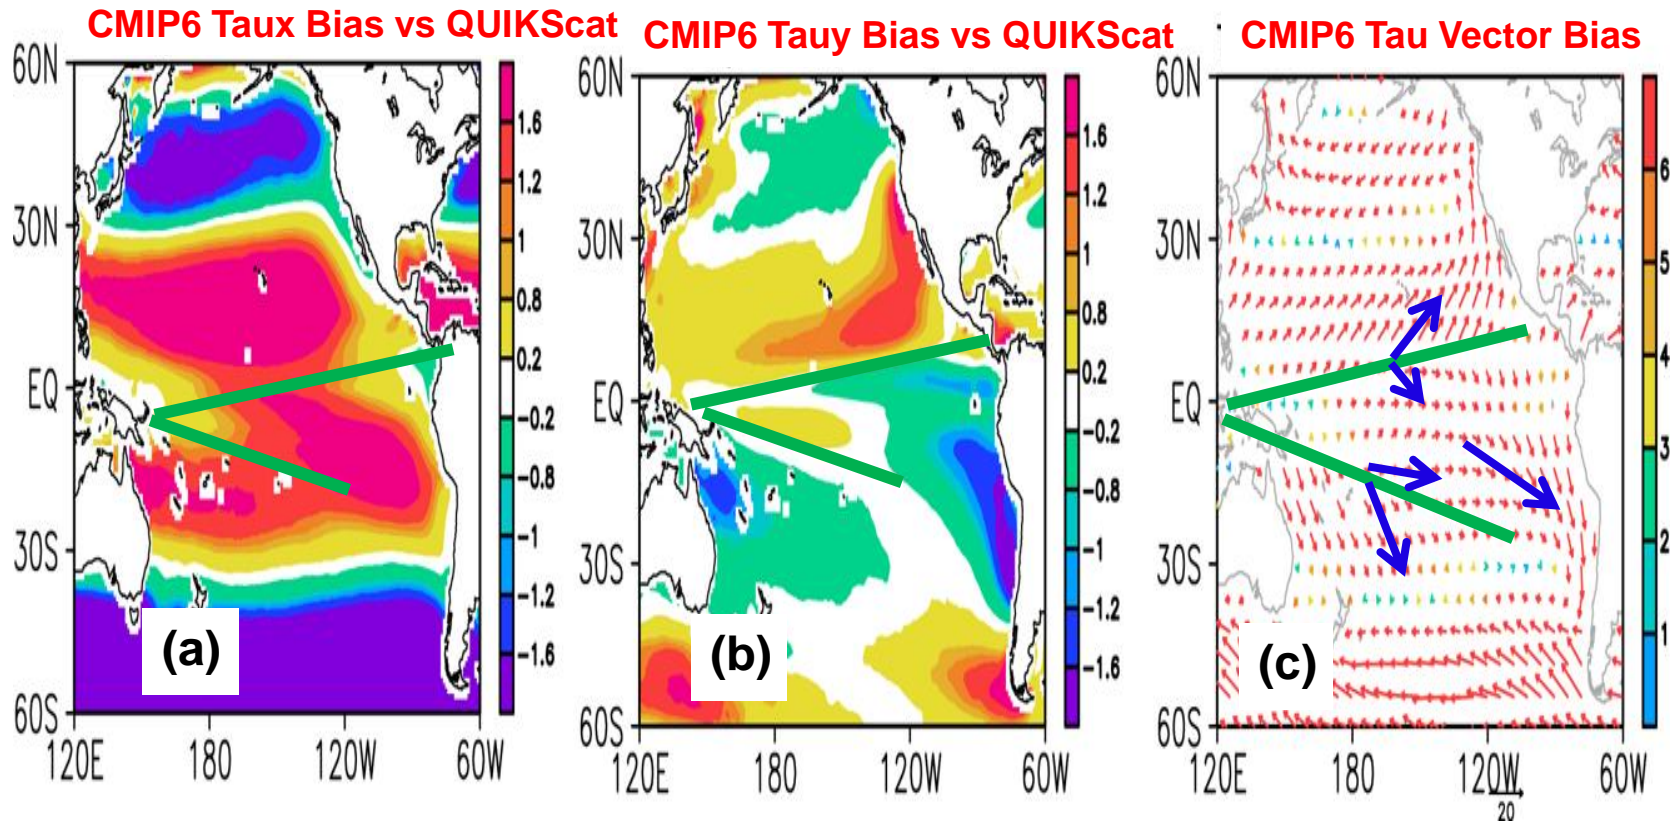 CMIP6 Taux Bias vs QUIKScat
CMIP6 Tauy Bias vs QUIKScat
CMIP6 Tau Vector Bias
60N
30N
EQ
30S
60S
120E
180
120W
60W
1.6
1.2
1
0.8
0.2
-0.2
-0.8
-1
-1.2
-1.6
(a)
60N
30N
EQ
30S
60S
120E
180
120W
60W
1.6
1.2
1
0.8
0.2
-0.2
-0.8
-1
-1.2
-1.6
(b)
60N
30N
EQ
30S
60S
120E
180
120W
60W
6
5
4
3
2
1
(c)
20